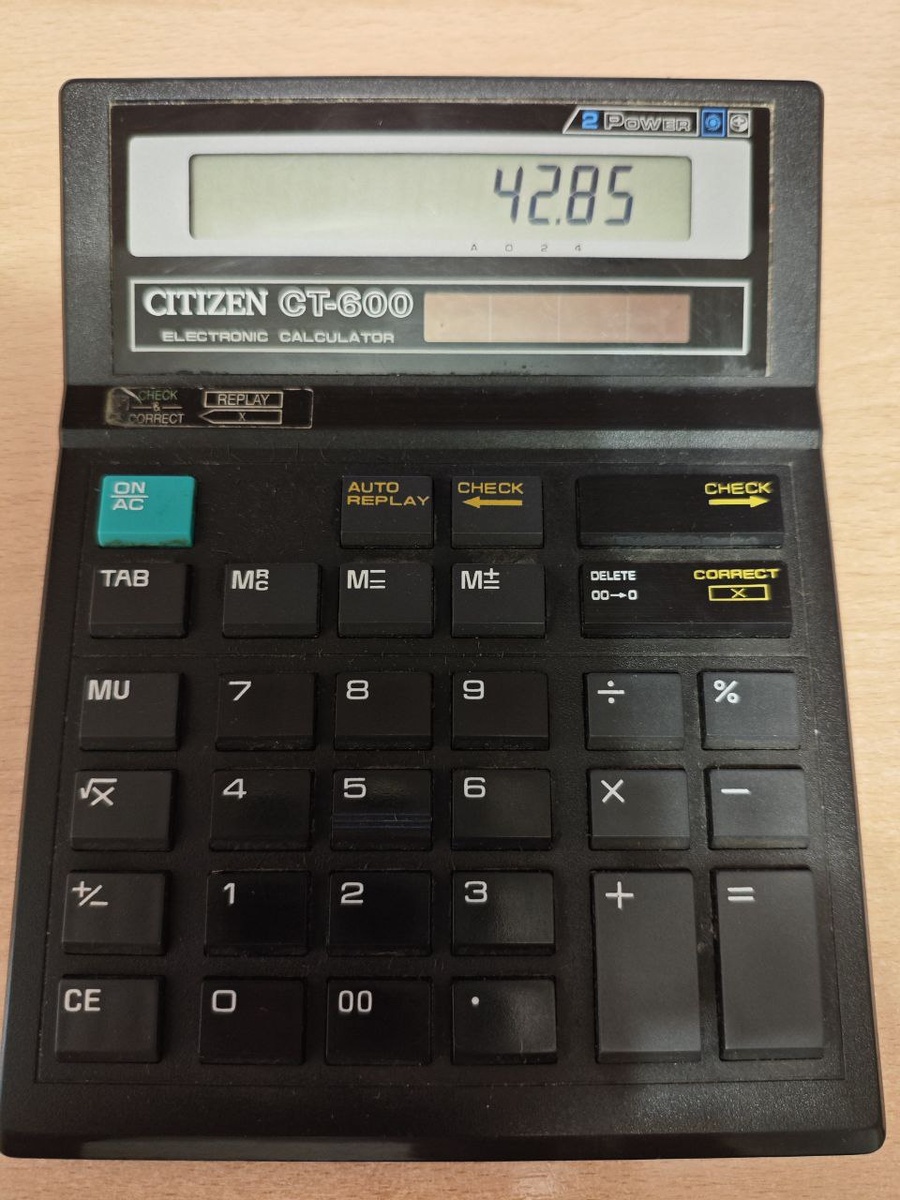 2 POWER
42.85
A 0 2 4
CITIZEN CT-600
ELECTRONIC CALCULATOR
CHECK & CORRECT
REPLAY
X
ON/AC
AUTO REPLAY
CHECK ←
CHECK →
TAB
MRC
M=
M±
DELETE 00→0
CORRECT X
MU
7
8
9
÷
%
√x
4
5
6
×
−
+/−
1
2
3
+
=
CE
0
00
.